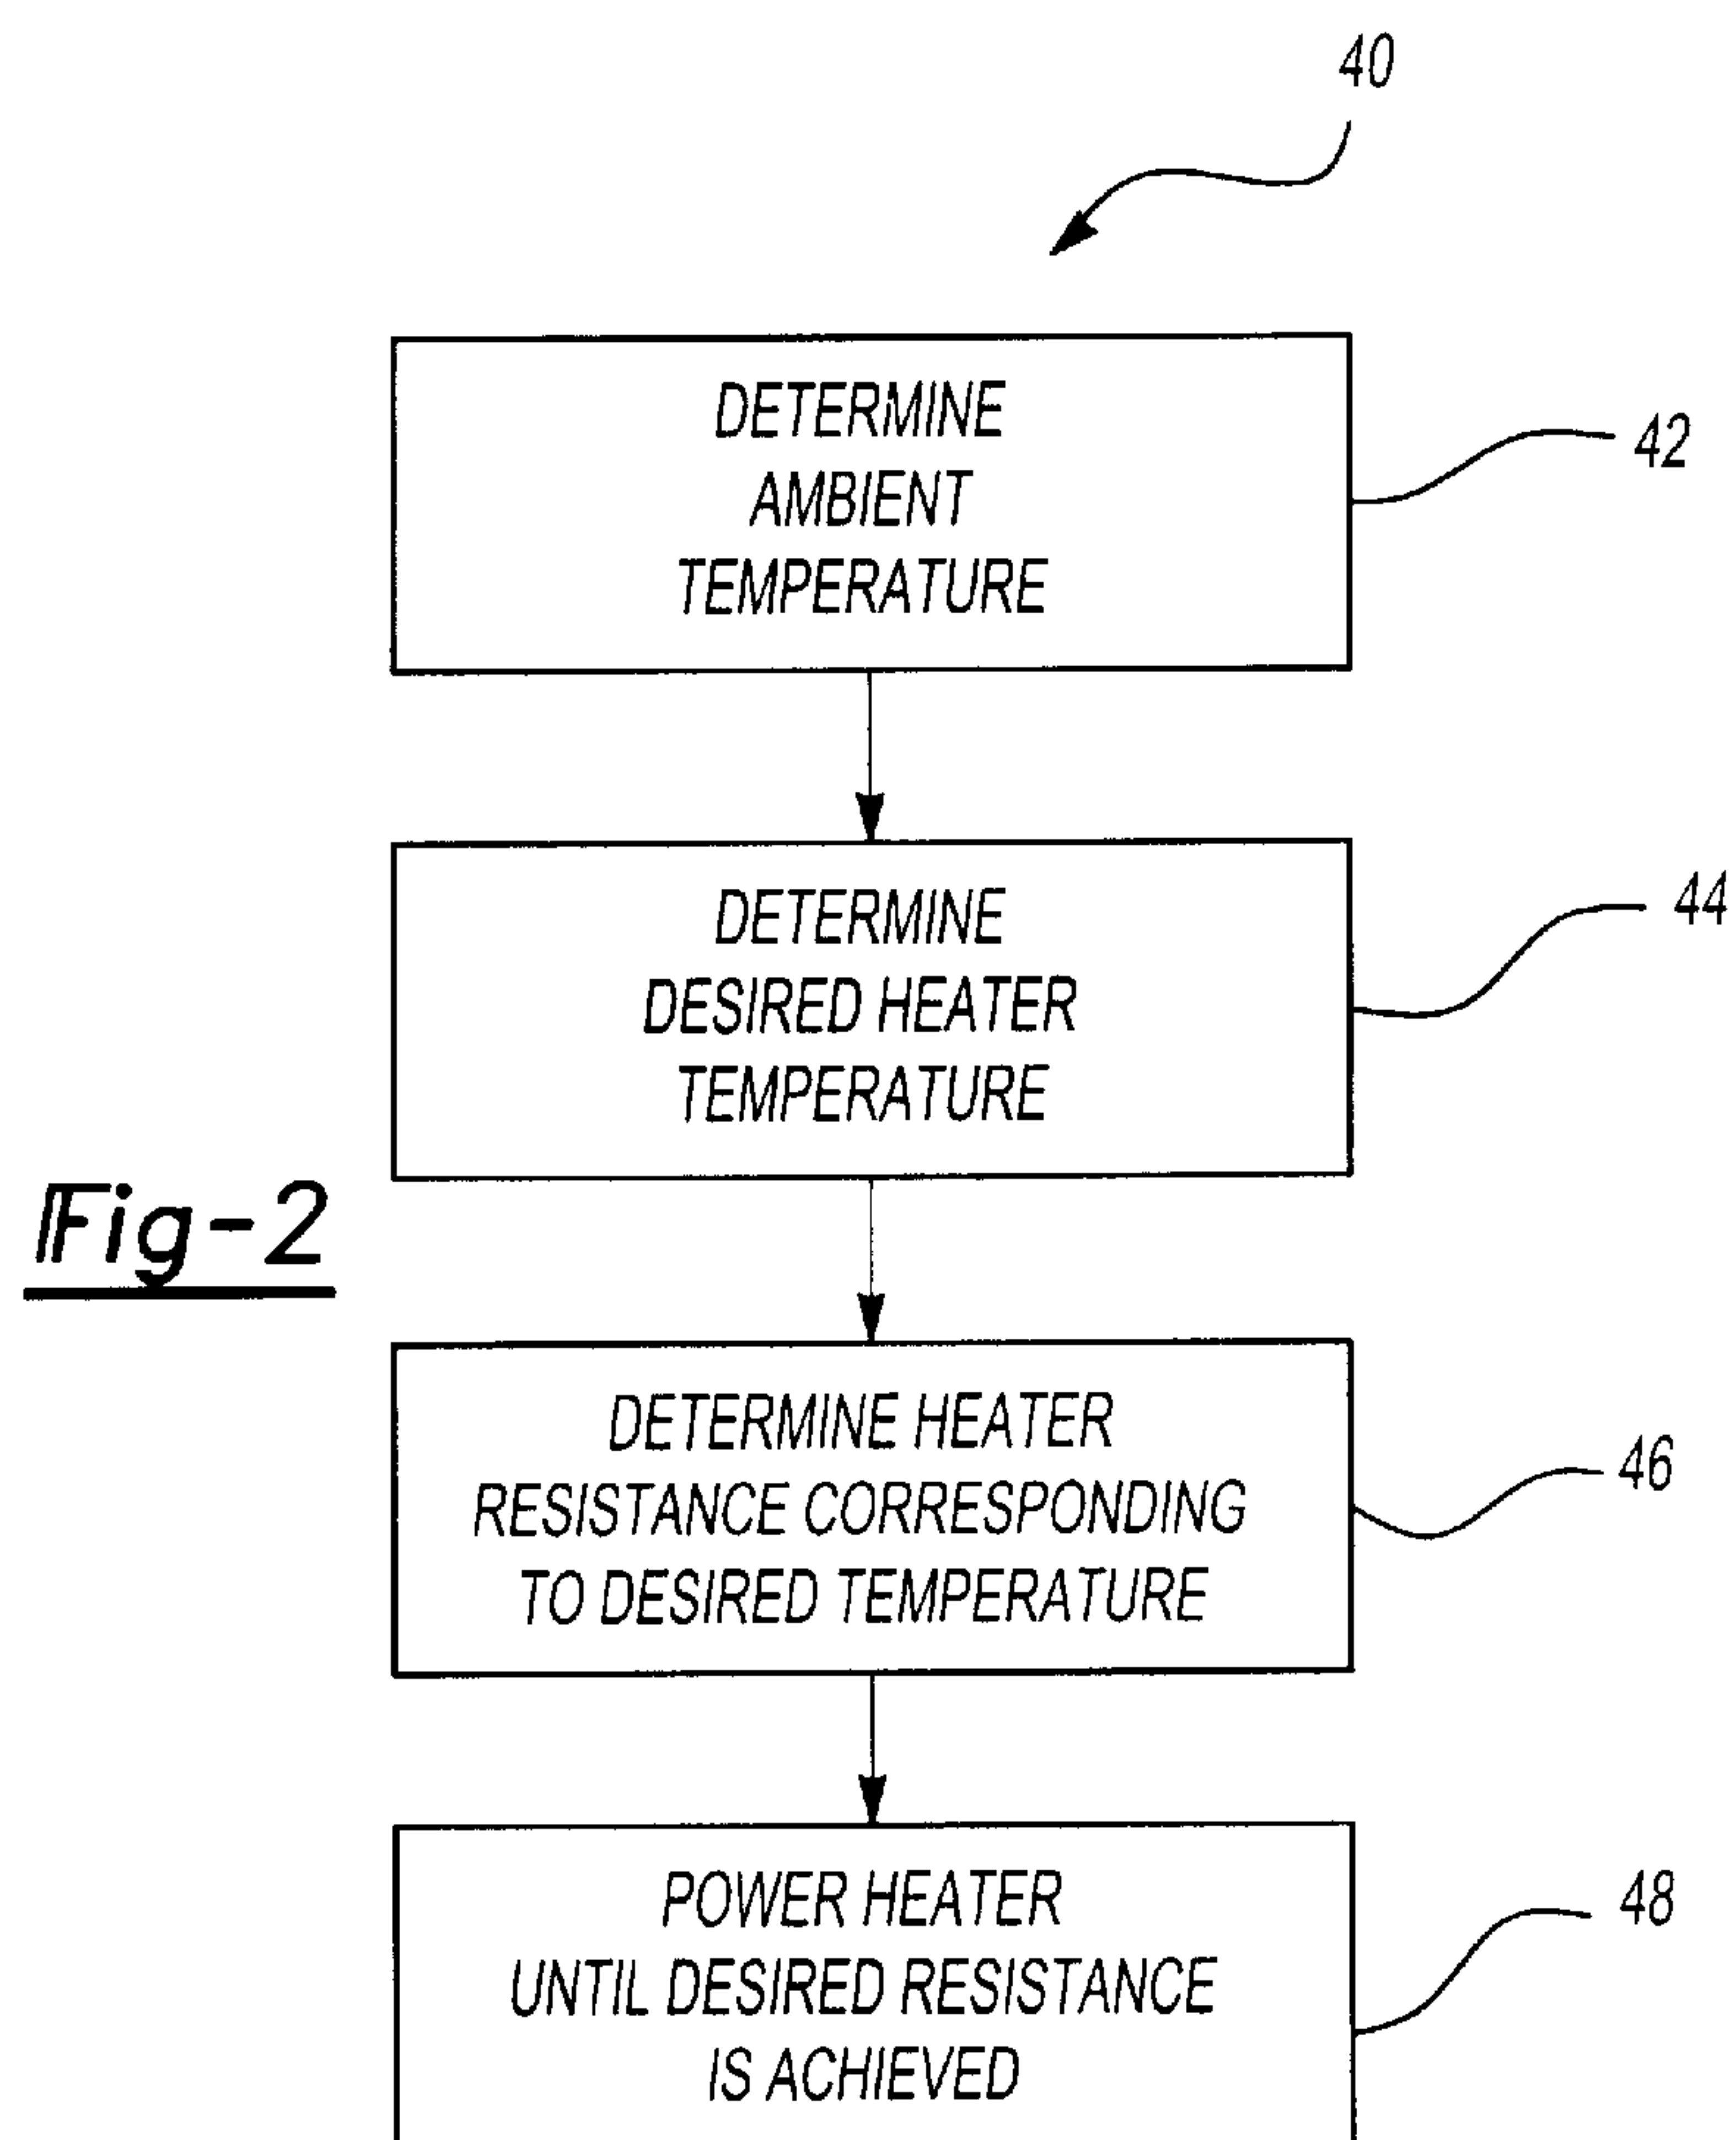 40
DETERMINE
AMBIENT
TEMPERATURE
42
DETERMINE
DESIRED HEATER
TEMPERATURE
44
Fig-2
DETERMINE HEATER
RESISTANCE CORRESPONDING
TO DESIRED TEMPERATURE
46
POWER HEATER
UNTIL DESIRED RESISTANCE
IS ACHIEVED
48